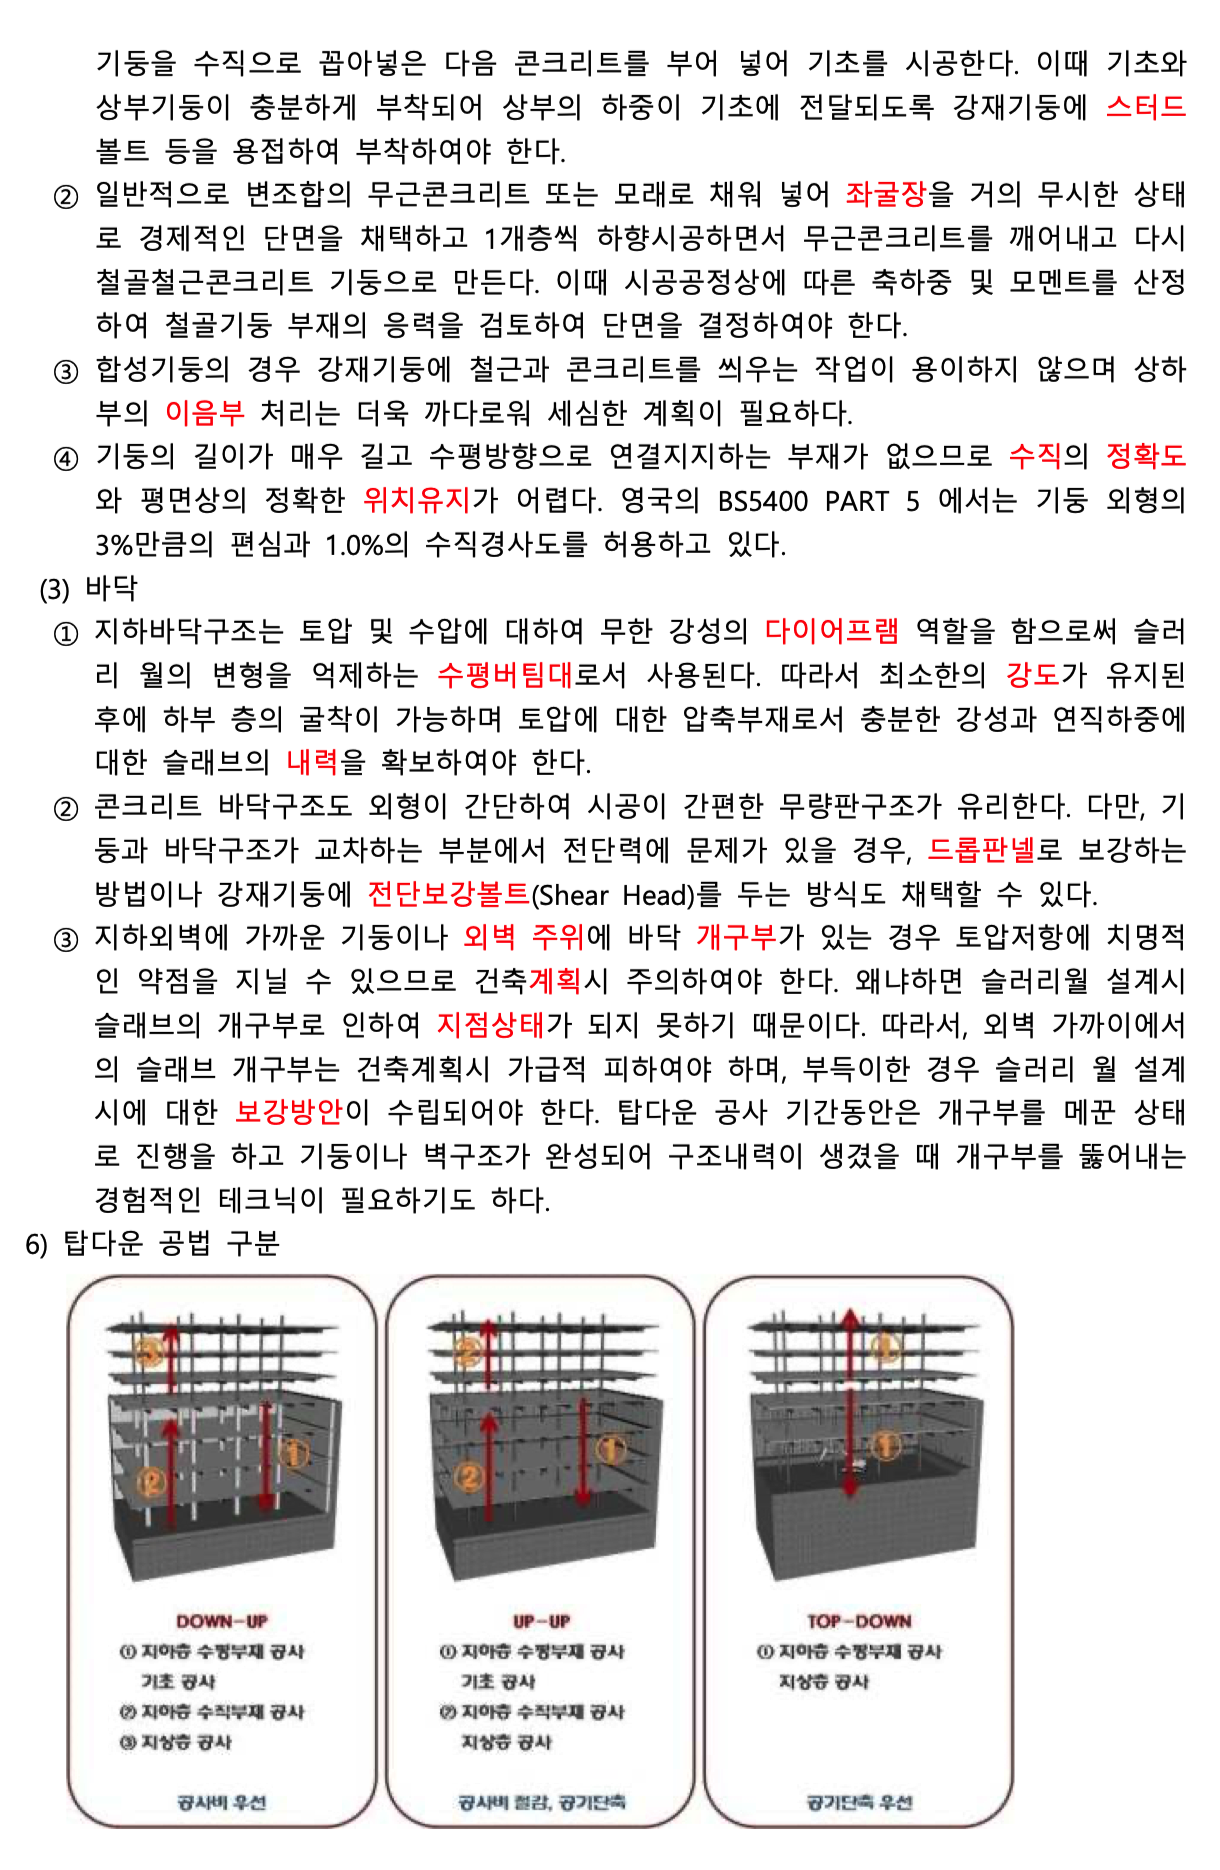 기둥을 수직으로 꼽아넣은 다음 콘크리트를 부어 넣어 기초를 시공한다. 이때 기초와
상부기둥이 충분하게 부착되어 상부의 하중이 기초에 전달되도록 강재기둥에 스터드
볼트 등을 용접하여 부착하여야 한다.
② 일반적으로 변조합의 무근콘크리트 또는 모래로 채워 넣어 좌굴장을 거의 무시한 상태
로 경제적인 단면을 채택하고 1개층씩 하향시공하면서 무근콘크리트를 깨어내고 다시
철골철근콘크리트 기둥으로 만든다. 이때 시공공정상에 따른 축하중 및 모멘트를 산정
하여 철골기둥 부재의 응력을 검토하여 단면을 결정하여야 한다.
③ 합성기둥의 경우 강재기둥에 철근과 콘크리트를 씌우는 작업이 용이하지 않으며 상하
부의 이음부 처리는 더욱 까다로워 세심한 계획이 필요하다.
④ 기둥의 길이가 매우 길고 수평방향으로 연결지지하는 부재가 없으므로 수직의 정확도
와 평면상의 정확한 위치유지가 어렵다. 영국의 BS5400 PART 5 에서는 기둥 외형의
3%만큼의 편심과 1.0%의 수직경사도를 허용하고 있다.
(3) 바닥
① 지하바닥구조는 토압 및 수압에 대하여 무한 강성의 다이어프램 역할을 함으로써 슬러
리 월의 변형을 억제하는 수평버팀대로서 사용된다. 따라서 최소한의 강도가 유지된
후에 하부 층의 굴착이 가능하며 토압에 대한 압축부재로서 충분한 강성과 연직하중에
대한 슬래브의 내력을 확보하여야 한다.
② 콘크리트 바닥구조도 외형이 간단하여 시공이 간편한 무량판구조가 유리한다. 다만, 기
둥과 바닥구조가 교차하는 부분에서 전단력에 문제가 있을 경우, 드롭판넬로 보강하는
방법이나 강재기둥에 전단보강볼트(Shear Head)를 두는 방식도 채택할 수 있다.
③ 지하외벽에 가까운 기둥이나 외벽 주위에 바닥 개구부가 있는 경우 토압저항에 치명적
인 약점을 지닐 수 있으므로 건축계획시 주의하여야 한다. 왜냐하면 슬러리월 설계시
슬래브의 개구부로 인하여 지점상태가 되지 못하기 때문이다. 따라서, 외벽 가까이에서
의 슬래브 개구부는 건축계획시 가급적 피하여야 하며, 부득이한 경우 슬러리 월 설계
시에 대한 보강방안이 수립되어야 한다. 탑다운 공사 기간동안은 개구부를 메꾼 상태
로 진행을 하고 기둥이나 벽구조가 완성되어 구조내력이 생겼을 때 개구부를 뚫어내는
경험적인 테크닉이 필요하기도 하다.
6) 탑다운 공법 구분
③
①
②
②
①
②
①
①
DOWN-UP
① 지하층 수평부재 공사
기초 공사
② 지하층 수직부재 공사
③ 지상층 공사
공사비 우선
UP-UP
① 지하층 수평부재 공사
기초 공사
② 지하층 수직부재 공사
지상층 공사
공사비 절감, 공기단축
TOP-DOWN
① 지하층 수평부재 공사
지상층 공사
공기단축 우선